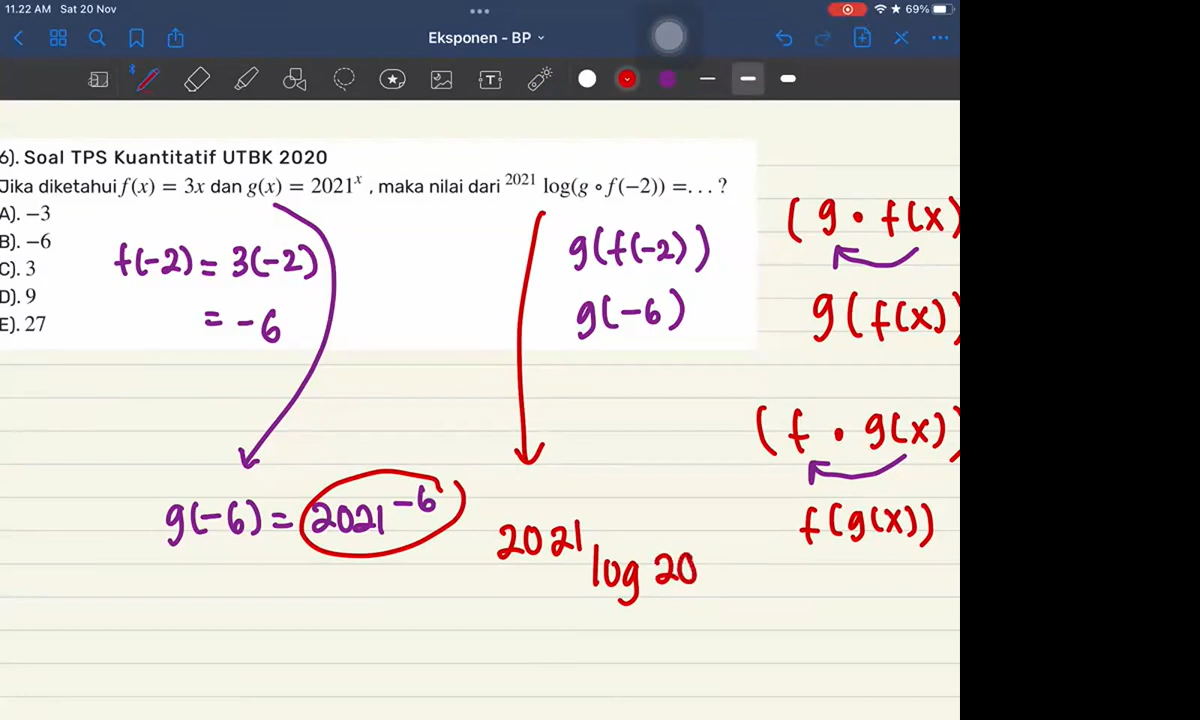 11.22 AM Sat 20 Nov
69%
Eksponen - BP
T
6). Soal TPS Kuantitatif UTBK 2020
Jika diketahui f(x) = 3x dan g(x) = 2021ˣ , maka nilai dari ²⁰²¹ log(g ∘ f(−2)) =. . . ?
A). −3
B). −6
C). 3
D). 9
E). 27
f(-2) = 3(-2)
= -6
g(f(-2))
g(-6)
(g • f(x)
g(f(x)
(f • g(x)
f(g(x))
g(-6) = 2021⁻⁶
²⁰²¹ log 20